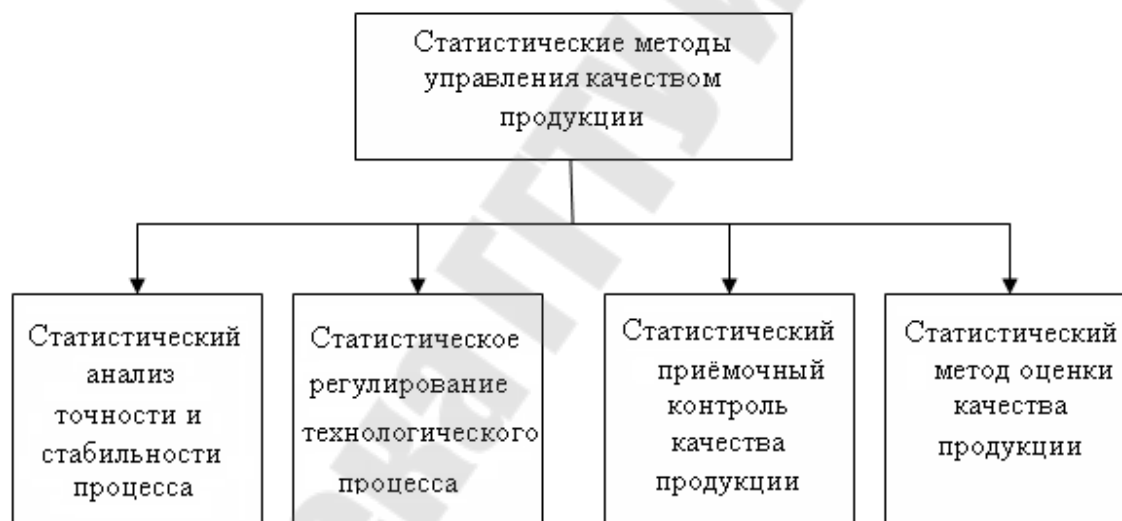 Статистические методы
управления качеством
продукции
Статистический
анализ
точности и
стабильности
процесса
Статистическое
регулирование
технологического
процесса
Статистический
приёмочный
контроль
качества
продукции
Статистический
метод оценки
качества
продукции